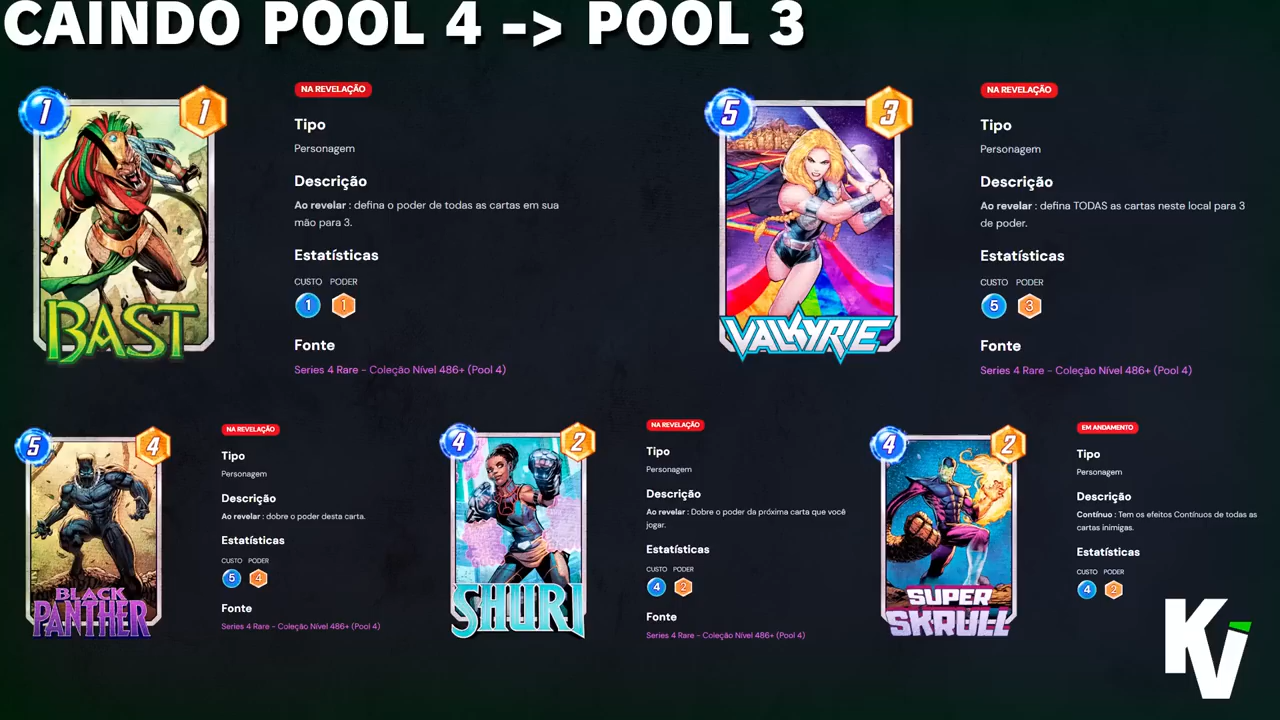 CAINDO POOL 4 -> POOL 3
1
1
BAST
NA REVELAÇÃO
Tipo
Personagem
Descrição
Ao revelar : defina o poder de todas as cartas em sua
mão para 3.
Estatísticas
CUSTO PODER
1 1
Fonte
Series 4 Rare - Coleção Nível 486+ (Pool 4)
5
3
VALKYRIE
NA REVELAÇÃO
Tipo
Personagem
Descrição
Ao revelar : defina TODAS as cartas neste local para 3
de poder.
Estatísticas
CUSTO PODER
5 3
Fonte
Series 4 Rare - Coleção Nível 486+ (Pool 4)
5
4
BLACK
PANTHER
NA REVELAÇÃO
Tipo
Personagem
Descrição
Ao revelar : dobre o poder desta carta.
Estatísticas
CUSTO PODER
5 4
Fonte
Series 4 Rare - Coleção Nível 486+ (Pool 4)
4
2
SHURI
NA REVELAÇÃO
Tipo
Personagem
Descrição
Ao revelar : Dobre o poder da próxima carta que você
jogar.
Estatísticas
CUSTO PODER
4 2
Fonte
Series 4 Rare - Coleção Nível 486+ (Pool 4)
4
2
SUPER
SKRULL
EM ANDAMENTO
Tipo
Personagem
Descrição
Contínuo : Tem os efeitos Contínuos de todas as
cartas inimigas.
Estatísticas
CUSTO PODER
4 2
KV